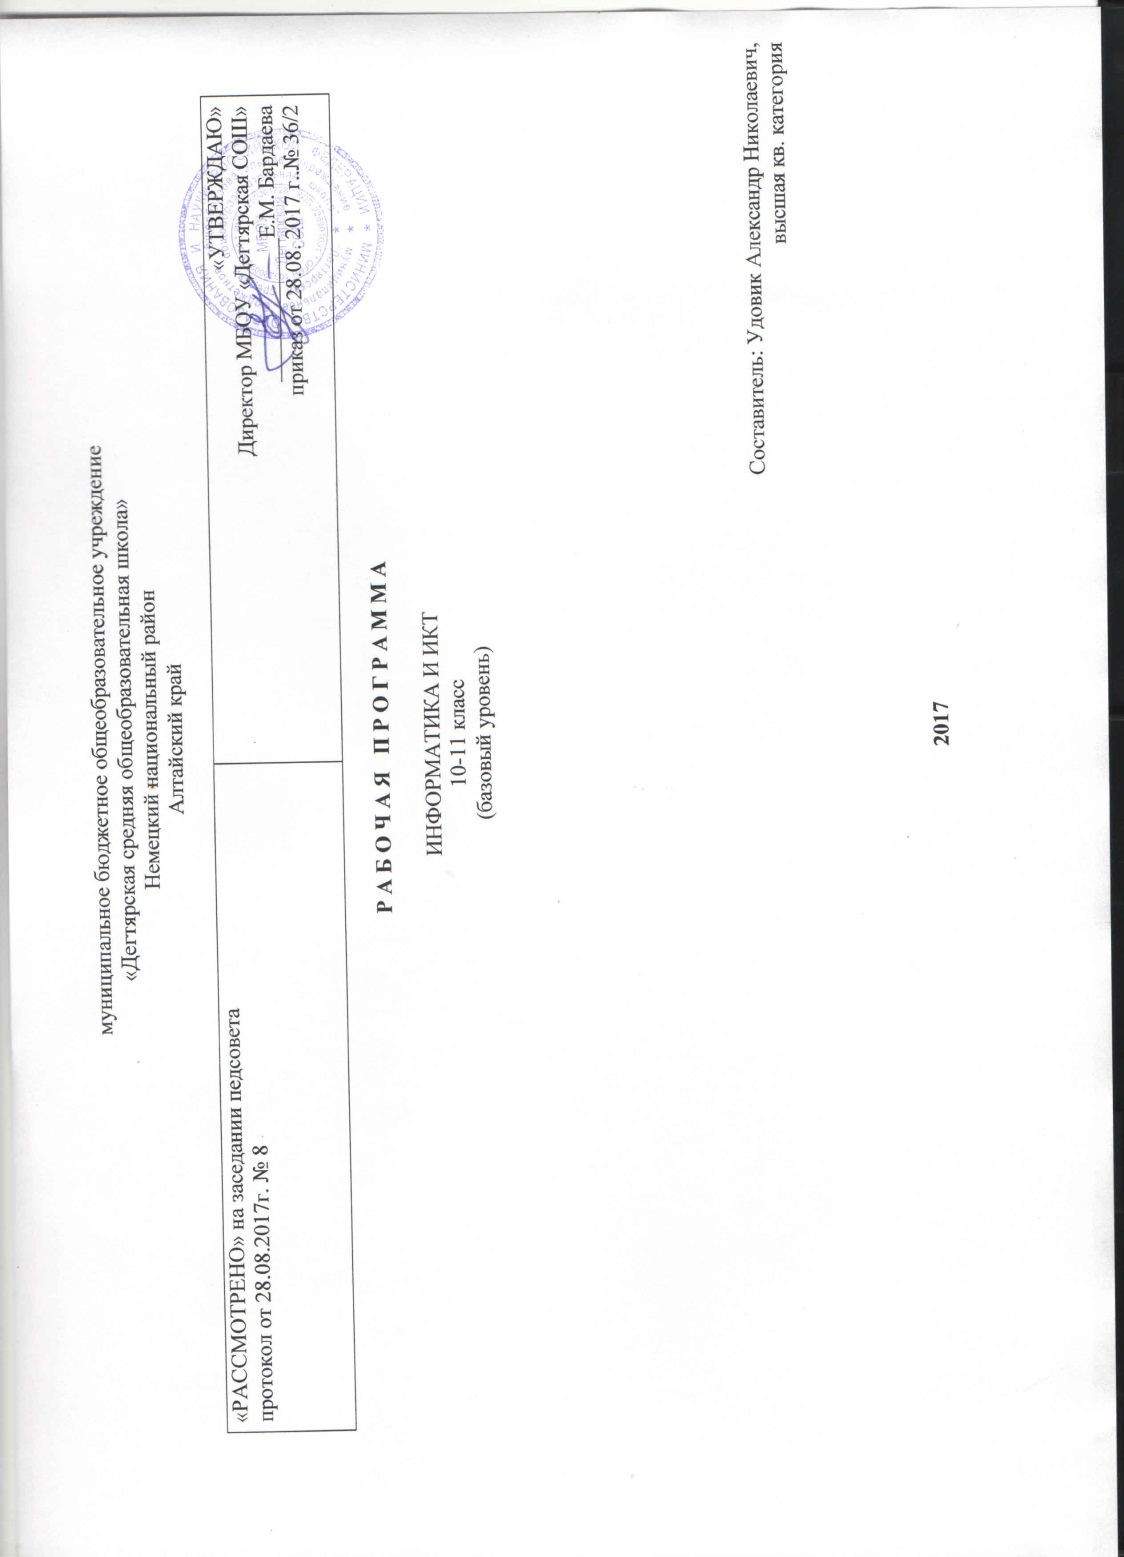 муниципальное бюджетное общеобразовательное учреждение
«Дегтярская средняя общеобразовательная школа»
Немецкий национальный район
Алтайский край
«РАССМОТРЕНО» на заседании педсовета
протокол от 28.08.2017г. № 8
«УТВЕРЖДАЮ»
Директор МБОУ «Дегтярская СОШ»
Е.М. Бардаева
приказ от 28.08. 2017 г..№ 36/2
РАБОЧАЯ ПРОГРАММА
ИНФОРМАТИКА И ИКТ
10-11 класс
(базовый уровень)
Составитель: Удовик Александр Николаевич,
высшая кв. категория
2017